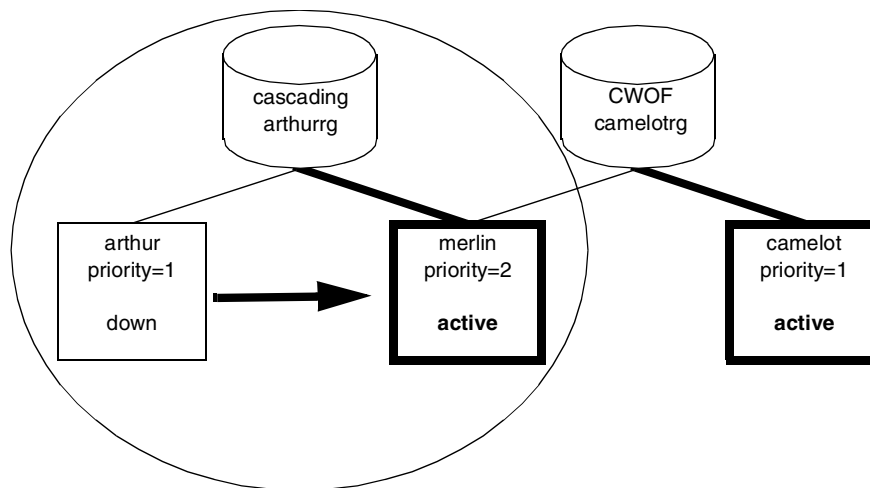 cascading
arthurrg
CWOF
camelotrg
arthur
priority=1
down
merlin
priority=2
active
camelot
priority=1
active